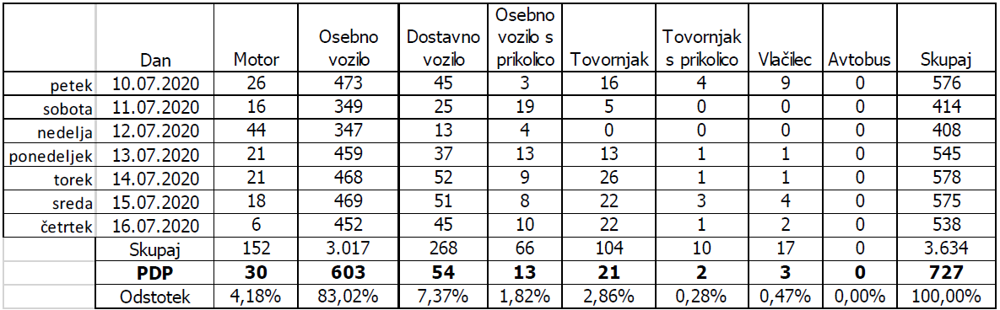 Dan Motor Osebno vozilo Dostavno vozilo Osebno vozilo s prikolico Tovornjak Tovornjak s prikolico Vlačilec Avtobus Skupaj
petek 10.07.2020 26 473 45 3 16 4 9 0 576
sobota 11.07.2020 16 349 25 19 5 0 0 0 414
nedelja 12.07.2020 44 347 13 4 0 0 0 0 408
ponedeljek 13.07.2020 21 459 37 13 13 1 1 0 545
torek 14.07.2020 21 468 52 9 26 1 1 0 578
sreda 15.07.2020 18 469 51 8 22 3 4 0 575
četrtek 16.07.2020 6 452 45 10 22 1 2 0 538
Skupaj 152 3.017 268 66 104 10 17 0 3.634
PDP 30 603 54 13 21 2 3 0 727
Odstotek 4,18% 83,02% 7,37% 1,82% 2,86% 0,28% 0,47% 0,00% 100,00%